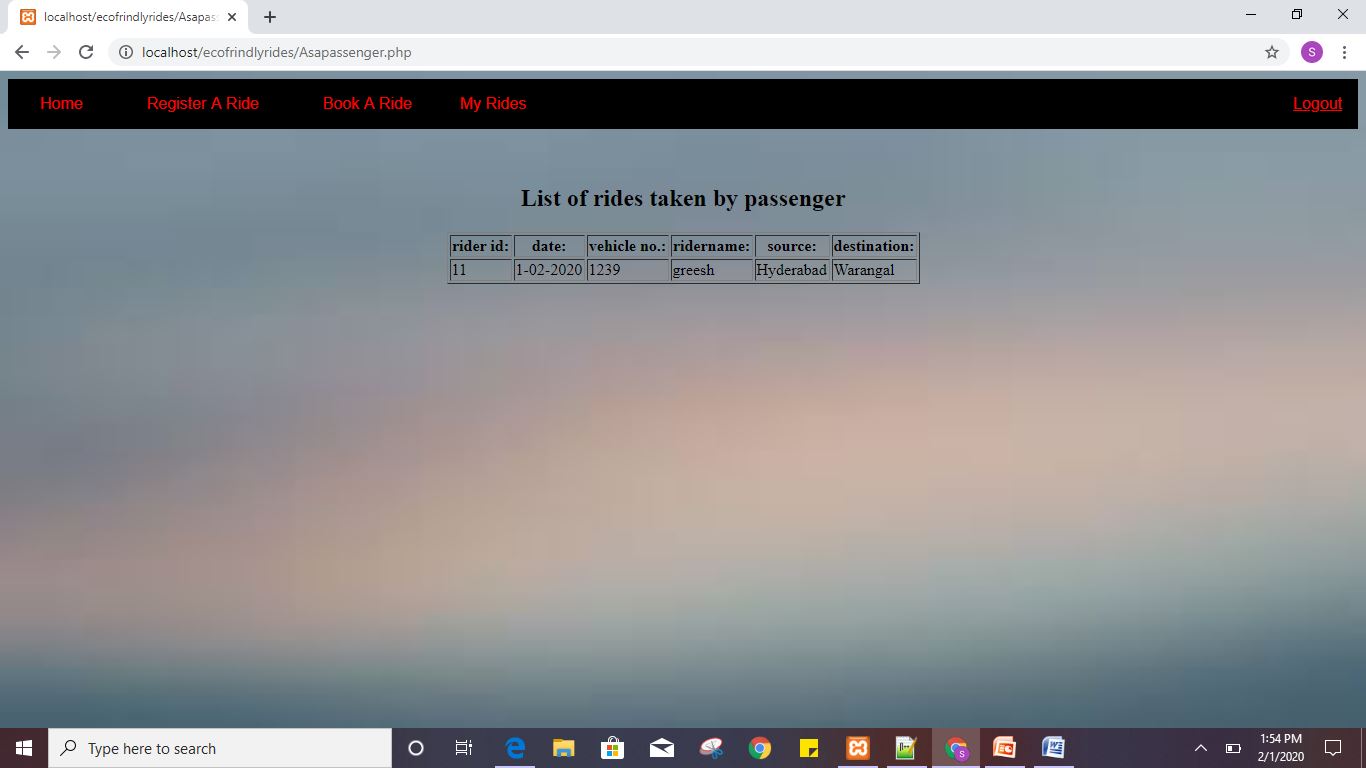 localhost/ecofrindlyrides/Asapas
localhost/ecofrindlyrides/Asapassenger.php
S
Home Register A Ride Book A Ride My Rides Logout
List of rides taken by passenger
rider id: date: vehicle no.: ridername: source: destination:
11 1-02-2020 1239 greesh Hyderabad Warangal
Type here to search
1:54 PM
2/1/2020